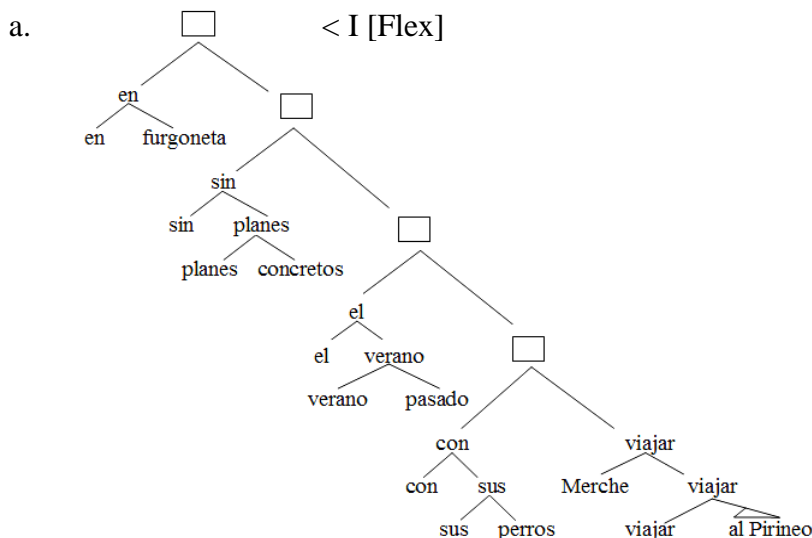 a. < I [Flex]
en
en furgoneta
sin
sin planes
planes concretos
el
el verano
verano pasado
con viajar
con sus Merche viajar
sus perros viajar al Pirineo